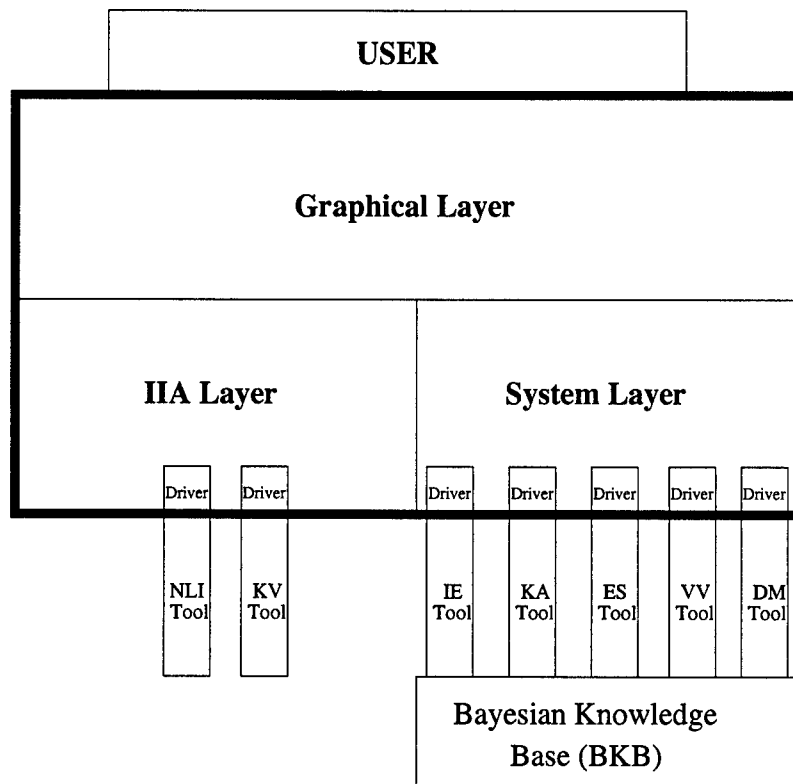 USER
Graphical Layer
IIA Layer
System Layer
Driver Driver Driver Driver Driver Driver Driver
NLI KV IE KA ES VV DM
Tool Tool Tool Tool Tool Tool Tool
Bayesian Knowledge
Base (BKB)